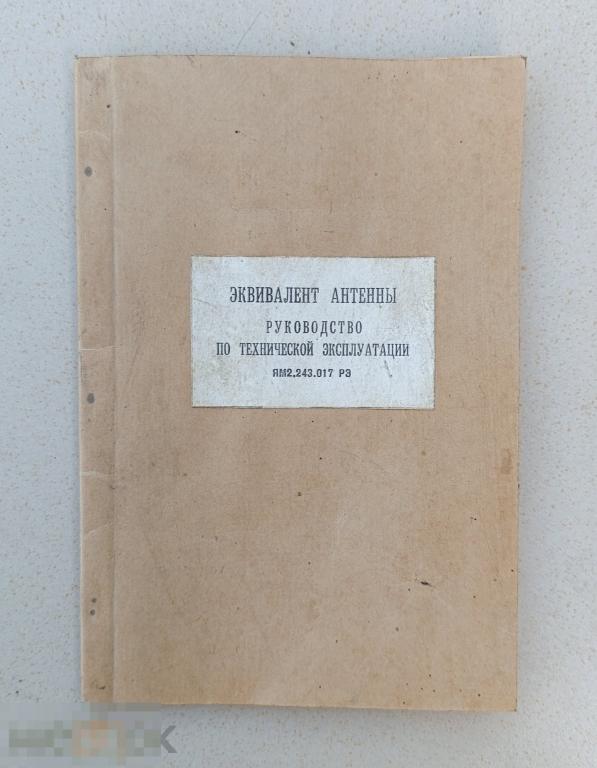 ЭКВИВАЛЕНТ АНТЕННЫ
РУКОВОДСТВО
ПО ТЕХНИЧЕСКОЙ ЭКСПЛУАТАЦИИ
ЯМ2.243.017 РЭ